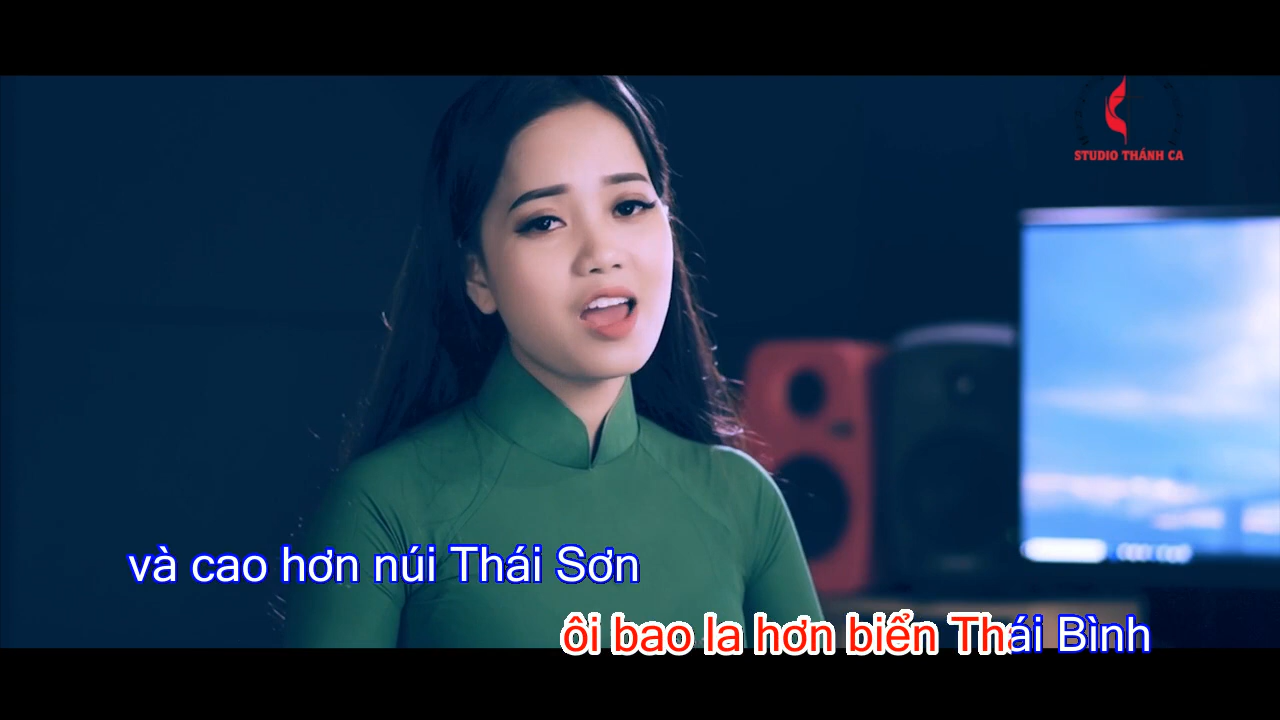 STUDIO THÁNH CA
và cao hơn núi Thái Sơn
ôi bao la hơn biển Thái Bình